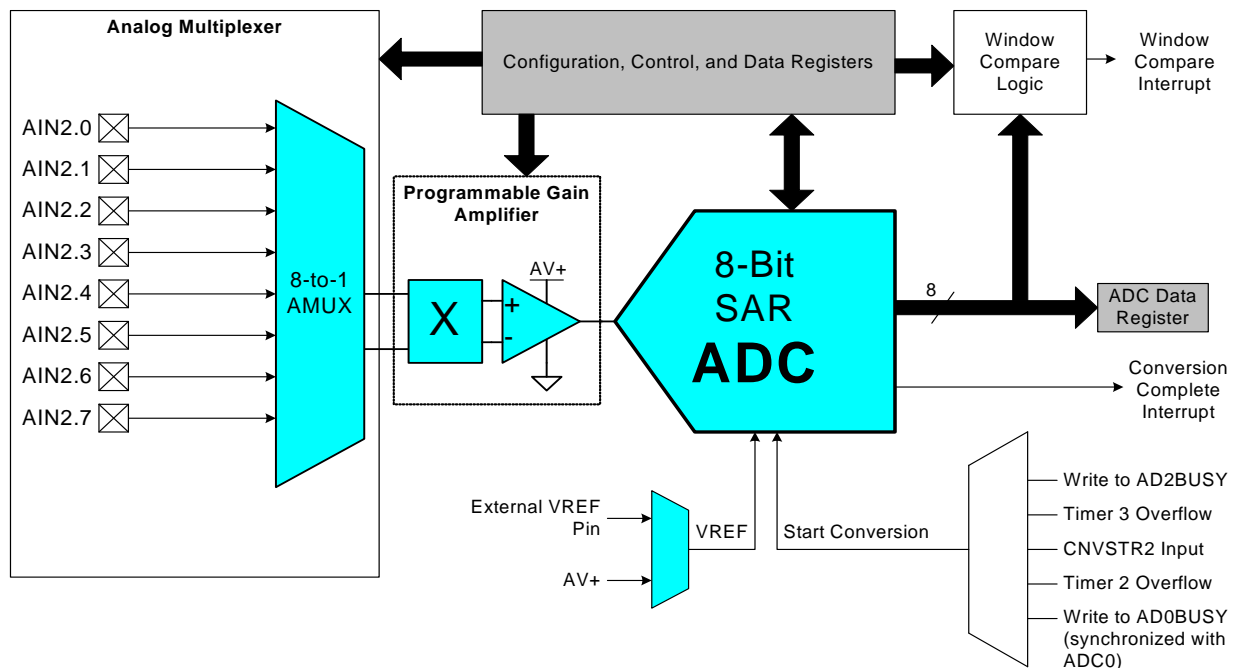 Analog Multiplexer
AIN2.0
AIN2.1
AIN2.2
AIN2.3
AIN2.4
AIN2.5
AIN2.6
AIN2.7
8-to-1
AMUX
Configuration, Control, and Data Registers
Window
Compare
Logic
Window
Compare
Interrupt
Programmable Gain
Amplifier
X
AV+
+
-
8-Bit
SAR
ADC
8
ADC Data
Register
Conversion
Complete
Interrupt
External VREF
Pin
AV+
VREF
Start Conversion
Write to AD2BUSY
Timer 3 Overflow
CNVSTR2 Input
Timer 2 Overflow
Write to AD0BUSY
(synchronized with
ADC0)